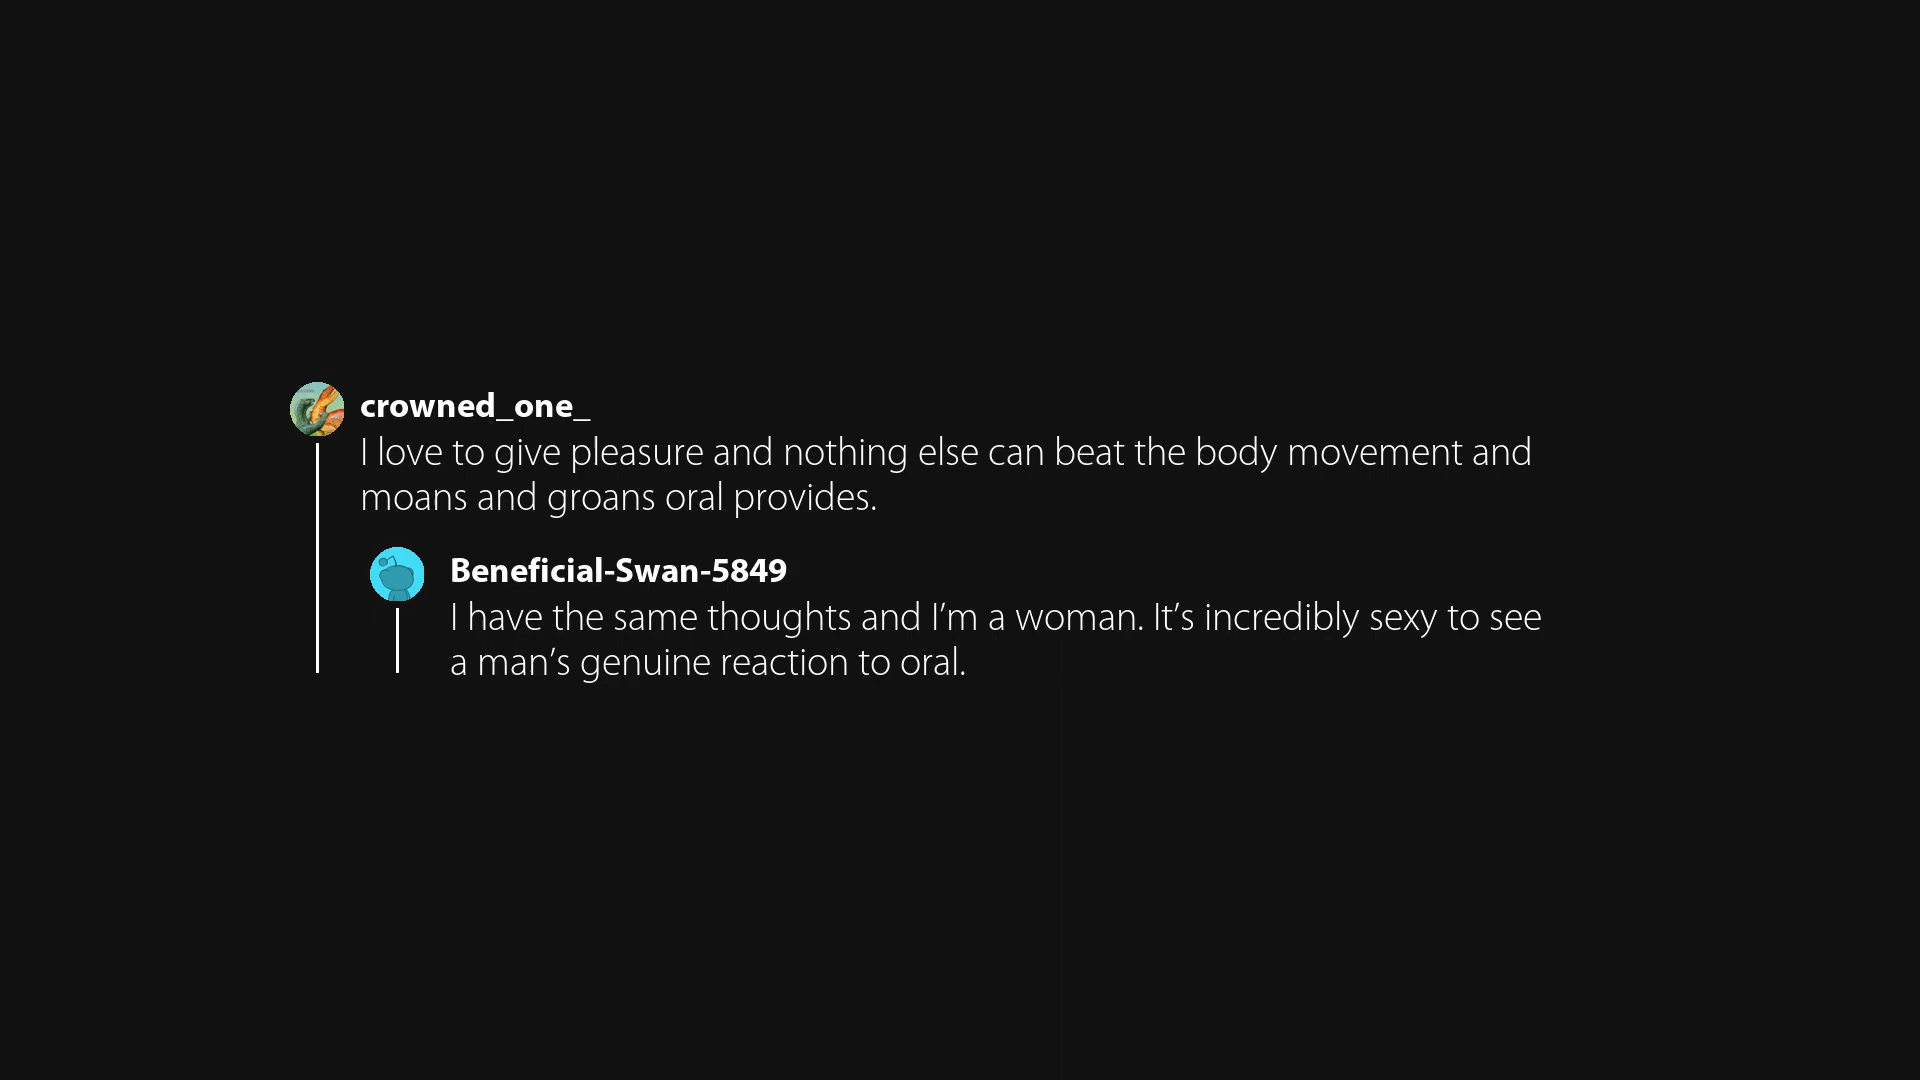 crowned_one_
I love to give pleasure and nothing else can beat the body movement and
moans and groans oral provides.
Beneficial-Swan-5849
I have the same thoughts and I’m a woman. It’s incredibly sexy to see
a man’s genuine reaction to oral.